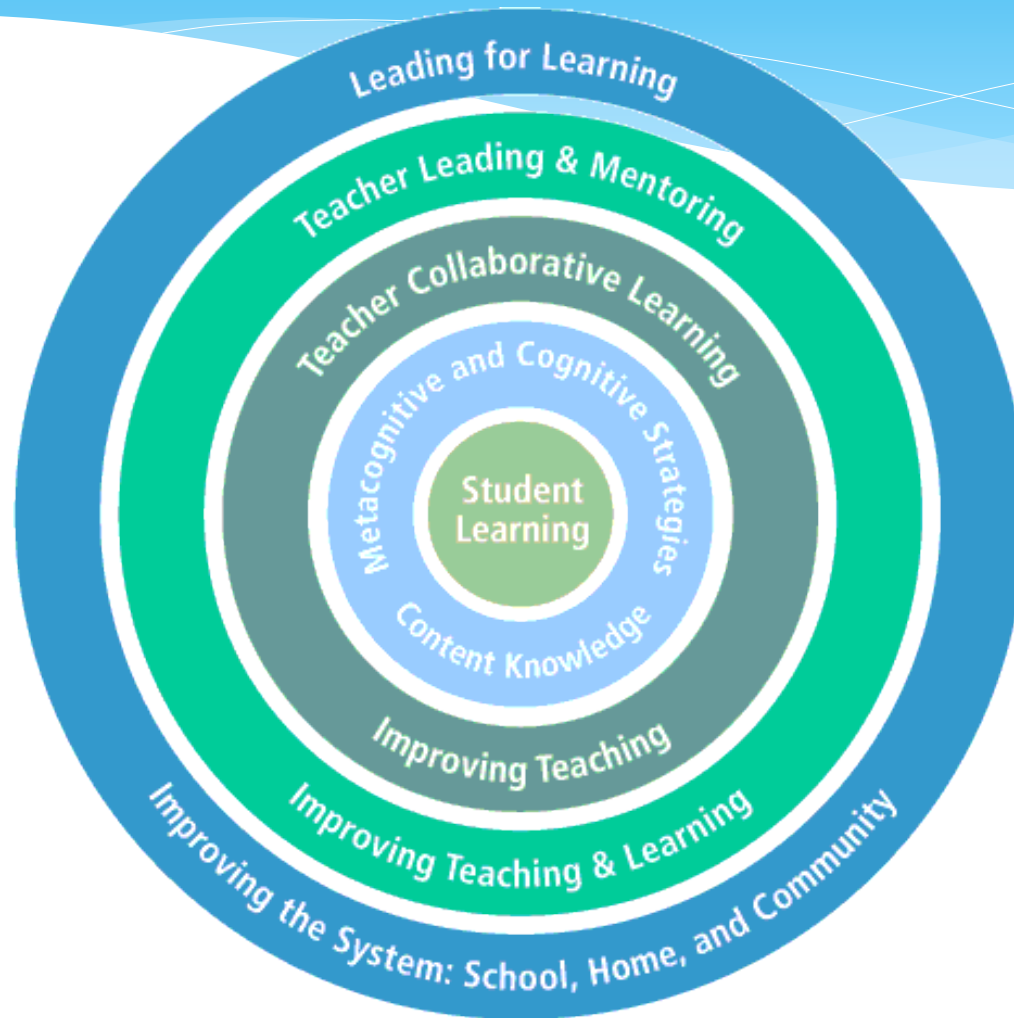 Leading for Learning
Teacher Leading & Mentoring
Teacher Collaborative Learning
Metacognitive and Cognitive Strategies
Student
Learning
Content Knowledge
Improving Teaching
Improving Teaching & Learning
Improving the System: School, Home, and Community